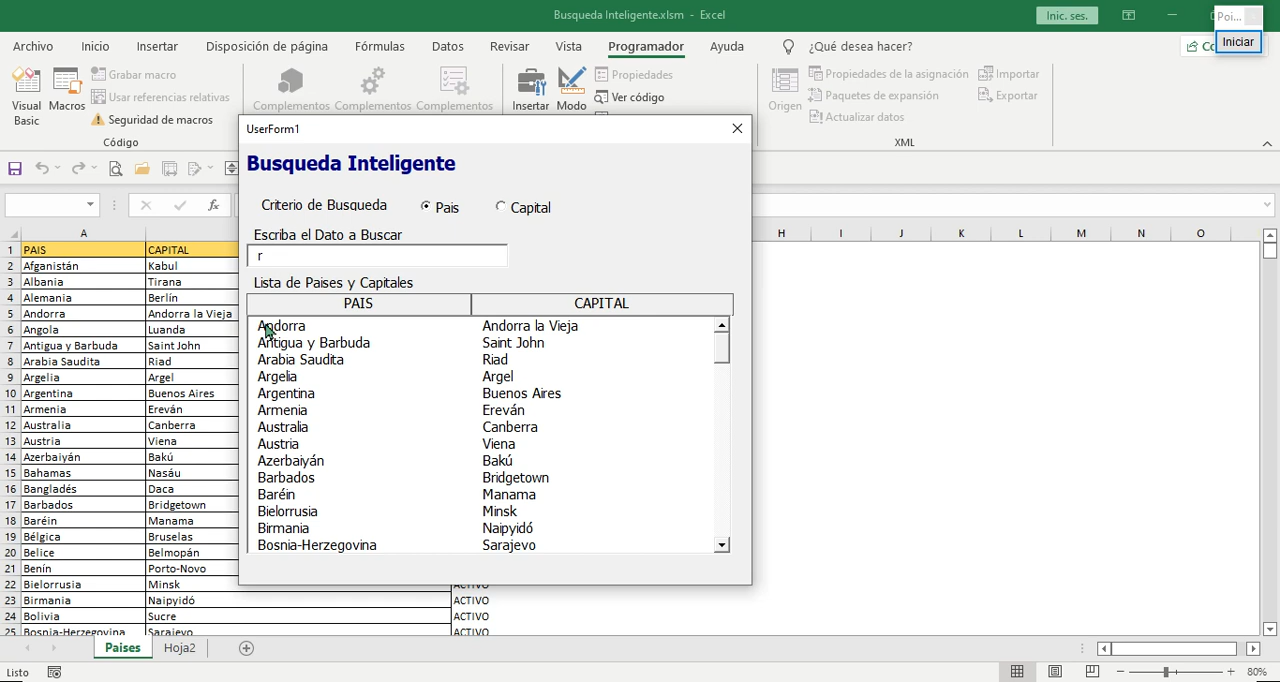 Busqueda Inteligente.xlsm - Excel
Inic. ses.
Poi...
Iniciar
Archivo Inicio Insertar Disposición de página Fórmulas Datos Revisar Vista Programador Ayuda ¿Qué desea hacer?
Visual Basic
Macros
Grabar macro
Usar referencias relativas
Seguridad de macros
Código
Complementos Complementos Complementos
Insertar Modo
Propiedades
Ver código
Origen
Propiedades de la asignación
Paquetes de expansión
Actualizar datos
Importar
Exportar
XML
UserForm1
Busqueda Inteligente
Criterio de Busqueda Pais Capital
Escriba el Dato a Buscar
r
Lista de Paises y Capitales
PAIS CAPITAL
Andorra Andorra la Vieja
Antigua y Barbuda Saint John
Arabia Saudita Riad
Argelia Argel
Argentina Buenos Aires
Armenia Ereván
Australia Canberra
Austria Viena
Azerbaiyán Bakú
Barbados Bridgetown
Baréin Manama
Bielorrusia Minsk
Birmania Naipyidó
Bosnia-Herzegovina Sarajevo
fx
A H I J K L M N O
1 PAIS CAPITAL
2 Afganistán Kabul
3 Albania Tirana
4 Alemania Berlín
5 Andorra Andorra la Vieja
6 Angola Luanda
7 Antigua y Barbuda Saint John
8 Arabia Saudita Riad
9 Argelia Argel
10 Argentina Buenos Aires
11 Armenia Ereván
12 Australia Canberra
13 Austria Viena
14 Azerbaiyán Bakú
15 Bahamas Nasáu
16 Bangladés Daca
17 Barbados Bridgetown
18 Baréin Manama
19 Bélgica Bruselas
20 Belice Belmopán
21 Benín Porto-Novo
22 Bielorrusia Minsk ACTIVO
23 Birmania Naipyidó ACTIVO
24 Bolivia Sucre ACTIVO
25 Bosnia-Herzegovina Sarajevo ACTIVO
Paises Hoja2
Listo
80%